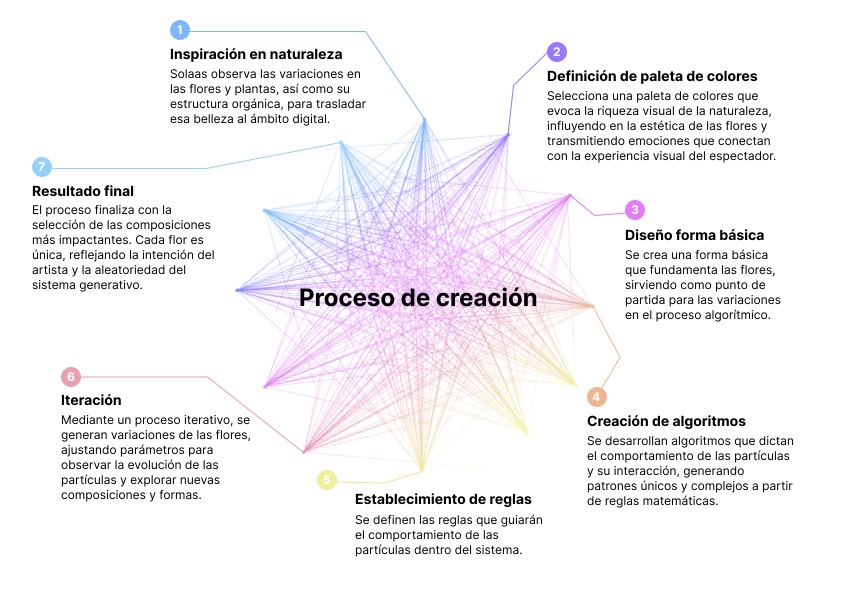 1
Inspiración en naturaleza
Solaas observa las variaciones en
las flores y plantas, así como su
estructura orgánica, para trasladar
esa belleza al ámbito digital.
2
Definición de paleta de colores
Selecciona una paleta de colores que
evoca la riqueza visual de la naturaleza,
influyendo en la estética de las flores y
transmitiendo emociones que conectan
con la experiencia visual del espectador.
3
Diseño forma básica
Se crea una forma básica
que fundamenta las flores,
sirviendo como punto de
partida para las variaciones
en el proceso algorítmico.
4
Creación de algoritmos
Se desarrollan algoritmos que dictan
el comportamiento de las partículas
y su interacción, generando
patrones únicos y complejos a partir
de reglas matemáticas.
5
Establecimiento de reglas
Se definen las reglas que guiarán
el comportamiento de las
partículas dentro del sistema.
6
Iteración
Mediante un proceso iterativo, se
generan variaciones de las flores,
ajustando parámetros para
observar la evolución de las
partículas y explorar nuevas
composiciones y formas.
7
Resultado final
El proceso finaliza con la
selección de las composiciones
más impactantes. Cada flor es
única, reflejando la intención del
artista y la aleatoriedad del
sistema generativo.
Proceso de creación